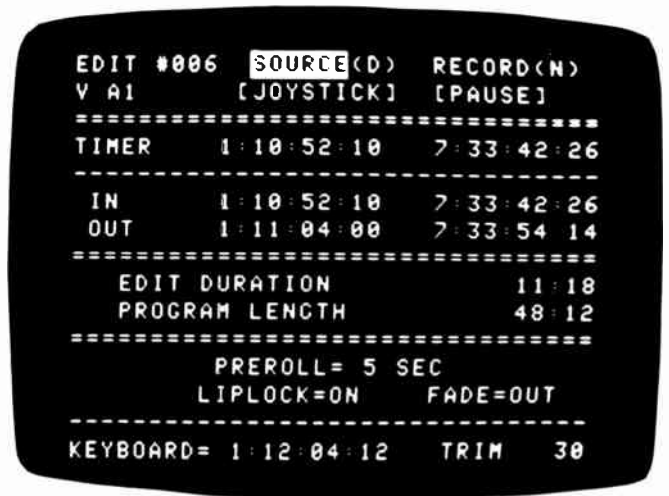 EDIT #006 SOURCE(D) RECORD(N)
V A1 [JOYSTICK] [PAUSE]
TIMER 1:10:52:10 7:33:42:26
IN 1:10:52:10 7:33:42:26
OUT 1:11:04:00 7:33:54 14
EDIT DURATION 11:18
PROGRAM LENGTH 48:12
PREROLL= 5 SEC
LIPLOCK=ON FADE=OUT
KEYBOARD= 1:12:04:12 TRIM 30